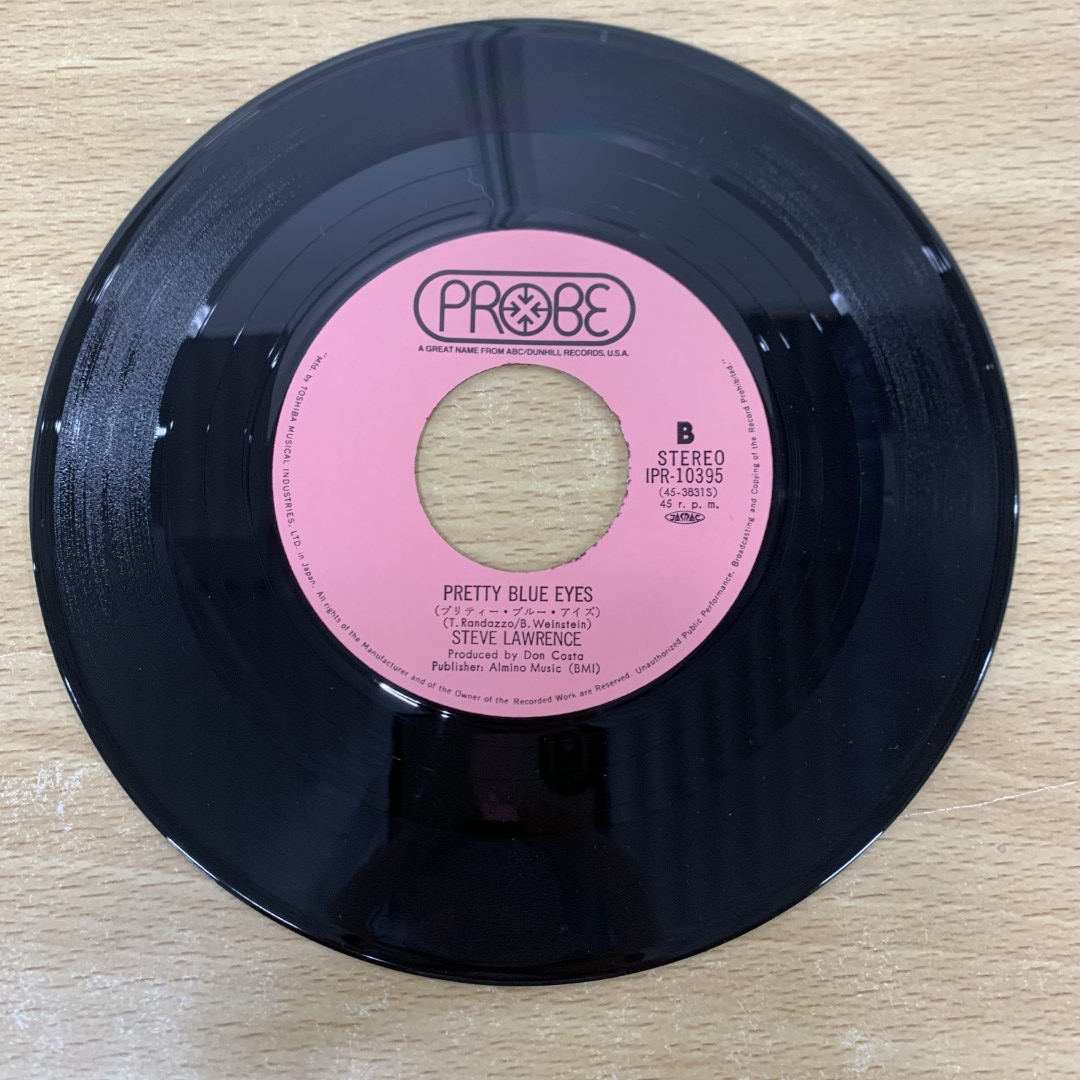 PROBE
A GREAT NAME FROM ABC/DUNHILL RECORDS, U.S.A.
B
STEREO
IPR-10395
(45-3831S)
45 r. p. m.
JASRAC
PRETTY BLUE EYES
(プリティー・ブルー・アイズ)
(T. Randazzo/B. Weinstein)
STEVE LAWRENCE
Produced by Don Costa
Publisher: Almino Music (BMI)
"Mfd. by TOSHIBA MUSICAL INDUSTRIES, LTD. in Japan. All rights of the Manufacturer and of the Owner of the Recorded Work are Reserved. Unauthorized Public Performance, Broadcasting and Copying of the Record Prohibited."